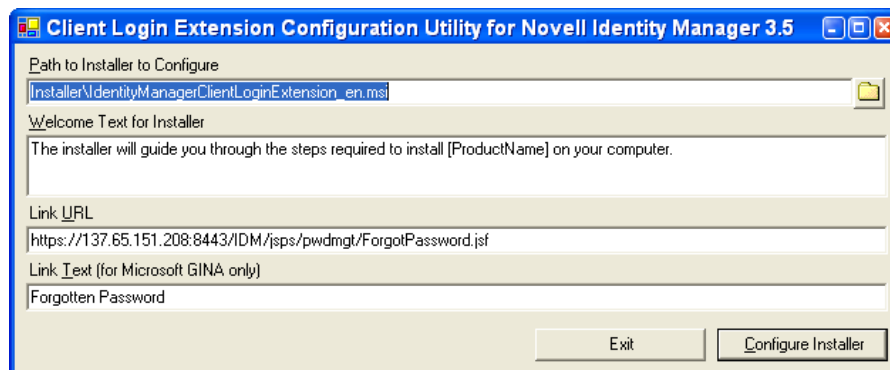 Client Login Extension Configuration Utility for Novell Identity Manager 3.5
Path to Installer to Configure
Installer\IdentityManagerClientLoginExtension_en.msi
Welcome Text for Installer
The installer will guide you through the steps required to install [ProductName] on your computer.
Link URL
https://137.65.151.208:8443/IDM/jsps/pwdmgt/ForgotPassword.jsf
Link Text (for Microsoft GINA only)
Forgotten Password
Exit
Configure Installer